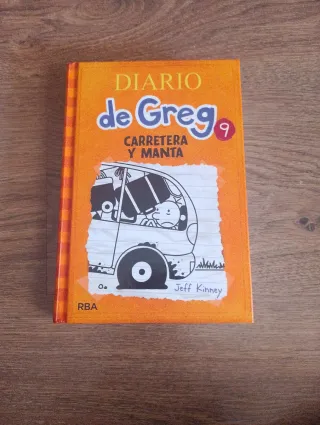 DIARIO
de Greg
9
CARRETERA
Y MANTA
Jeff Kinney
RBA